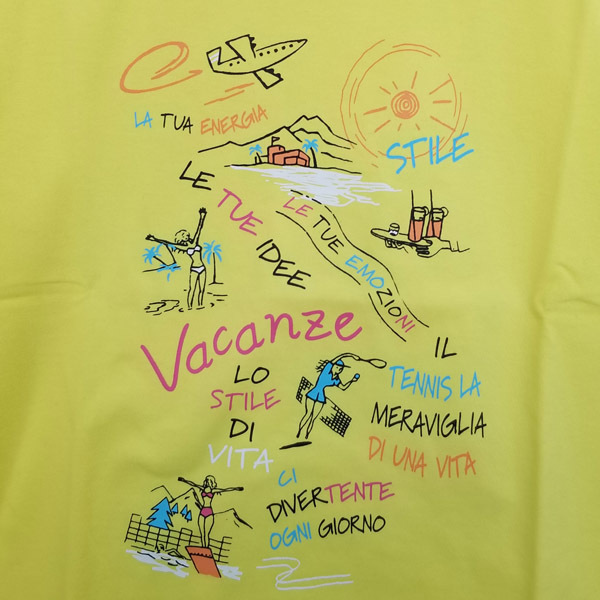 LA TUA ENERGIA
STILE
LE TUE IDEE
LE TUE EMOZIONI
Vacanze
LO
STILE
DI
VITA
IL
TENNIS LA
MERAVIGLIA
DI UNA VITA
CI
DIVERTENTE
OGNI GIORNO